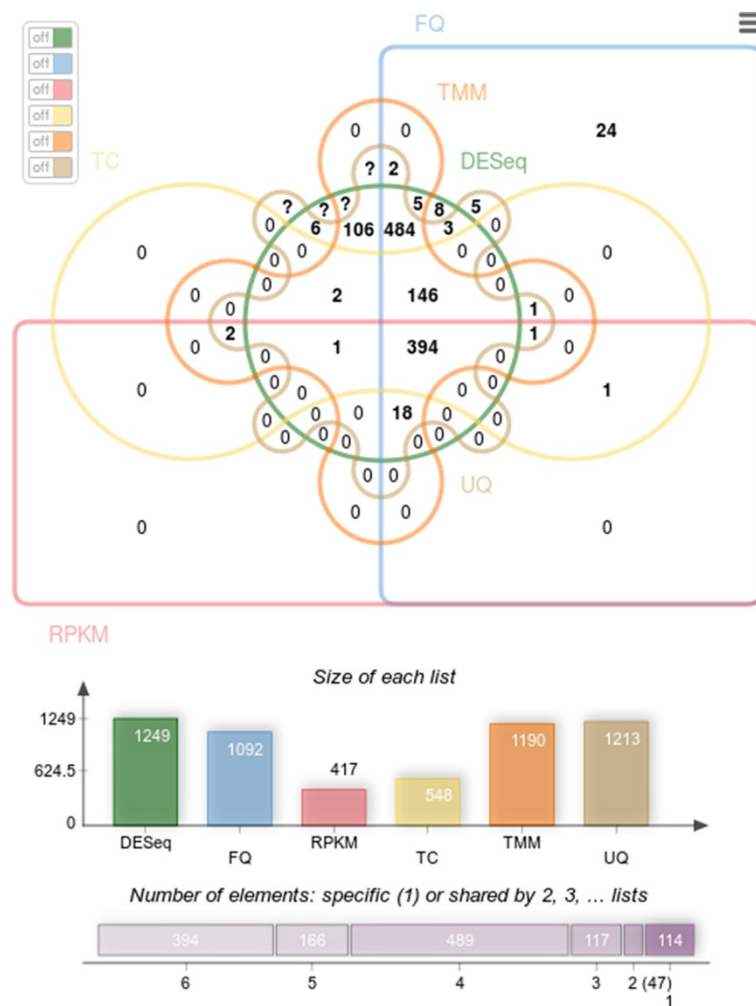 FQ
off
off
off
off
off
off
TMM
0 0 24
TC ? 2 DESeq
? ? ? 5 8 5
0 6 106 484 3 0
0 0 0 0 0 0
0 0 0 0
0 0 2 146 1 0
2 1
0 1 394 0
0 0
0 0 0 0 0 1
0 0 0 18 0 0
0 0 0 0 0 0
0 0 UQ
0 0
0 0
RPKM
Size of each list
1249
624.5
0
1249
1092
417
548
1190
1213
DESeq
FQ
RPKM
TC
TMM
UQ
Number of elements: specific (1) or shared by 2, 3, ... lists
394 166 489 117 114
6 5 4 3 2 (47)
1